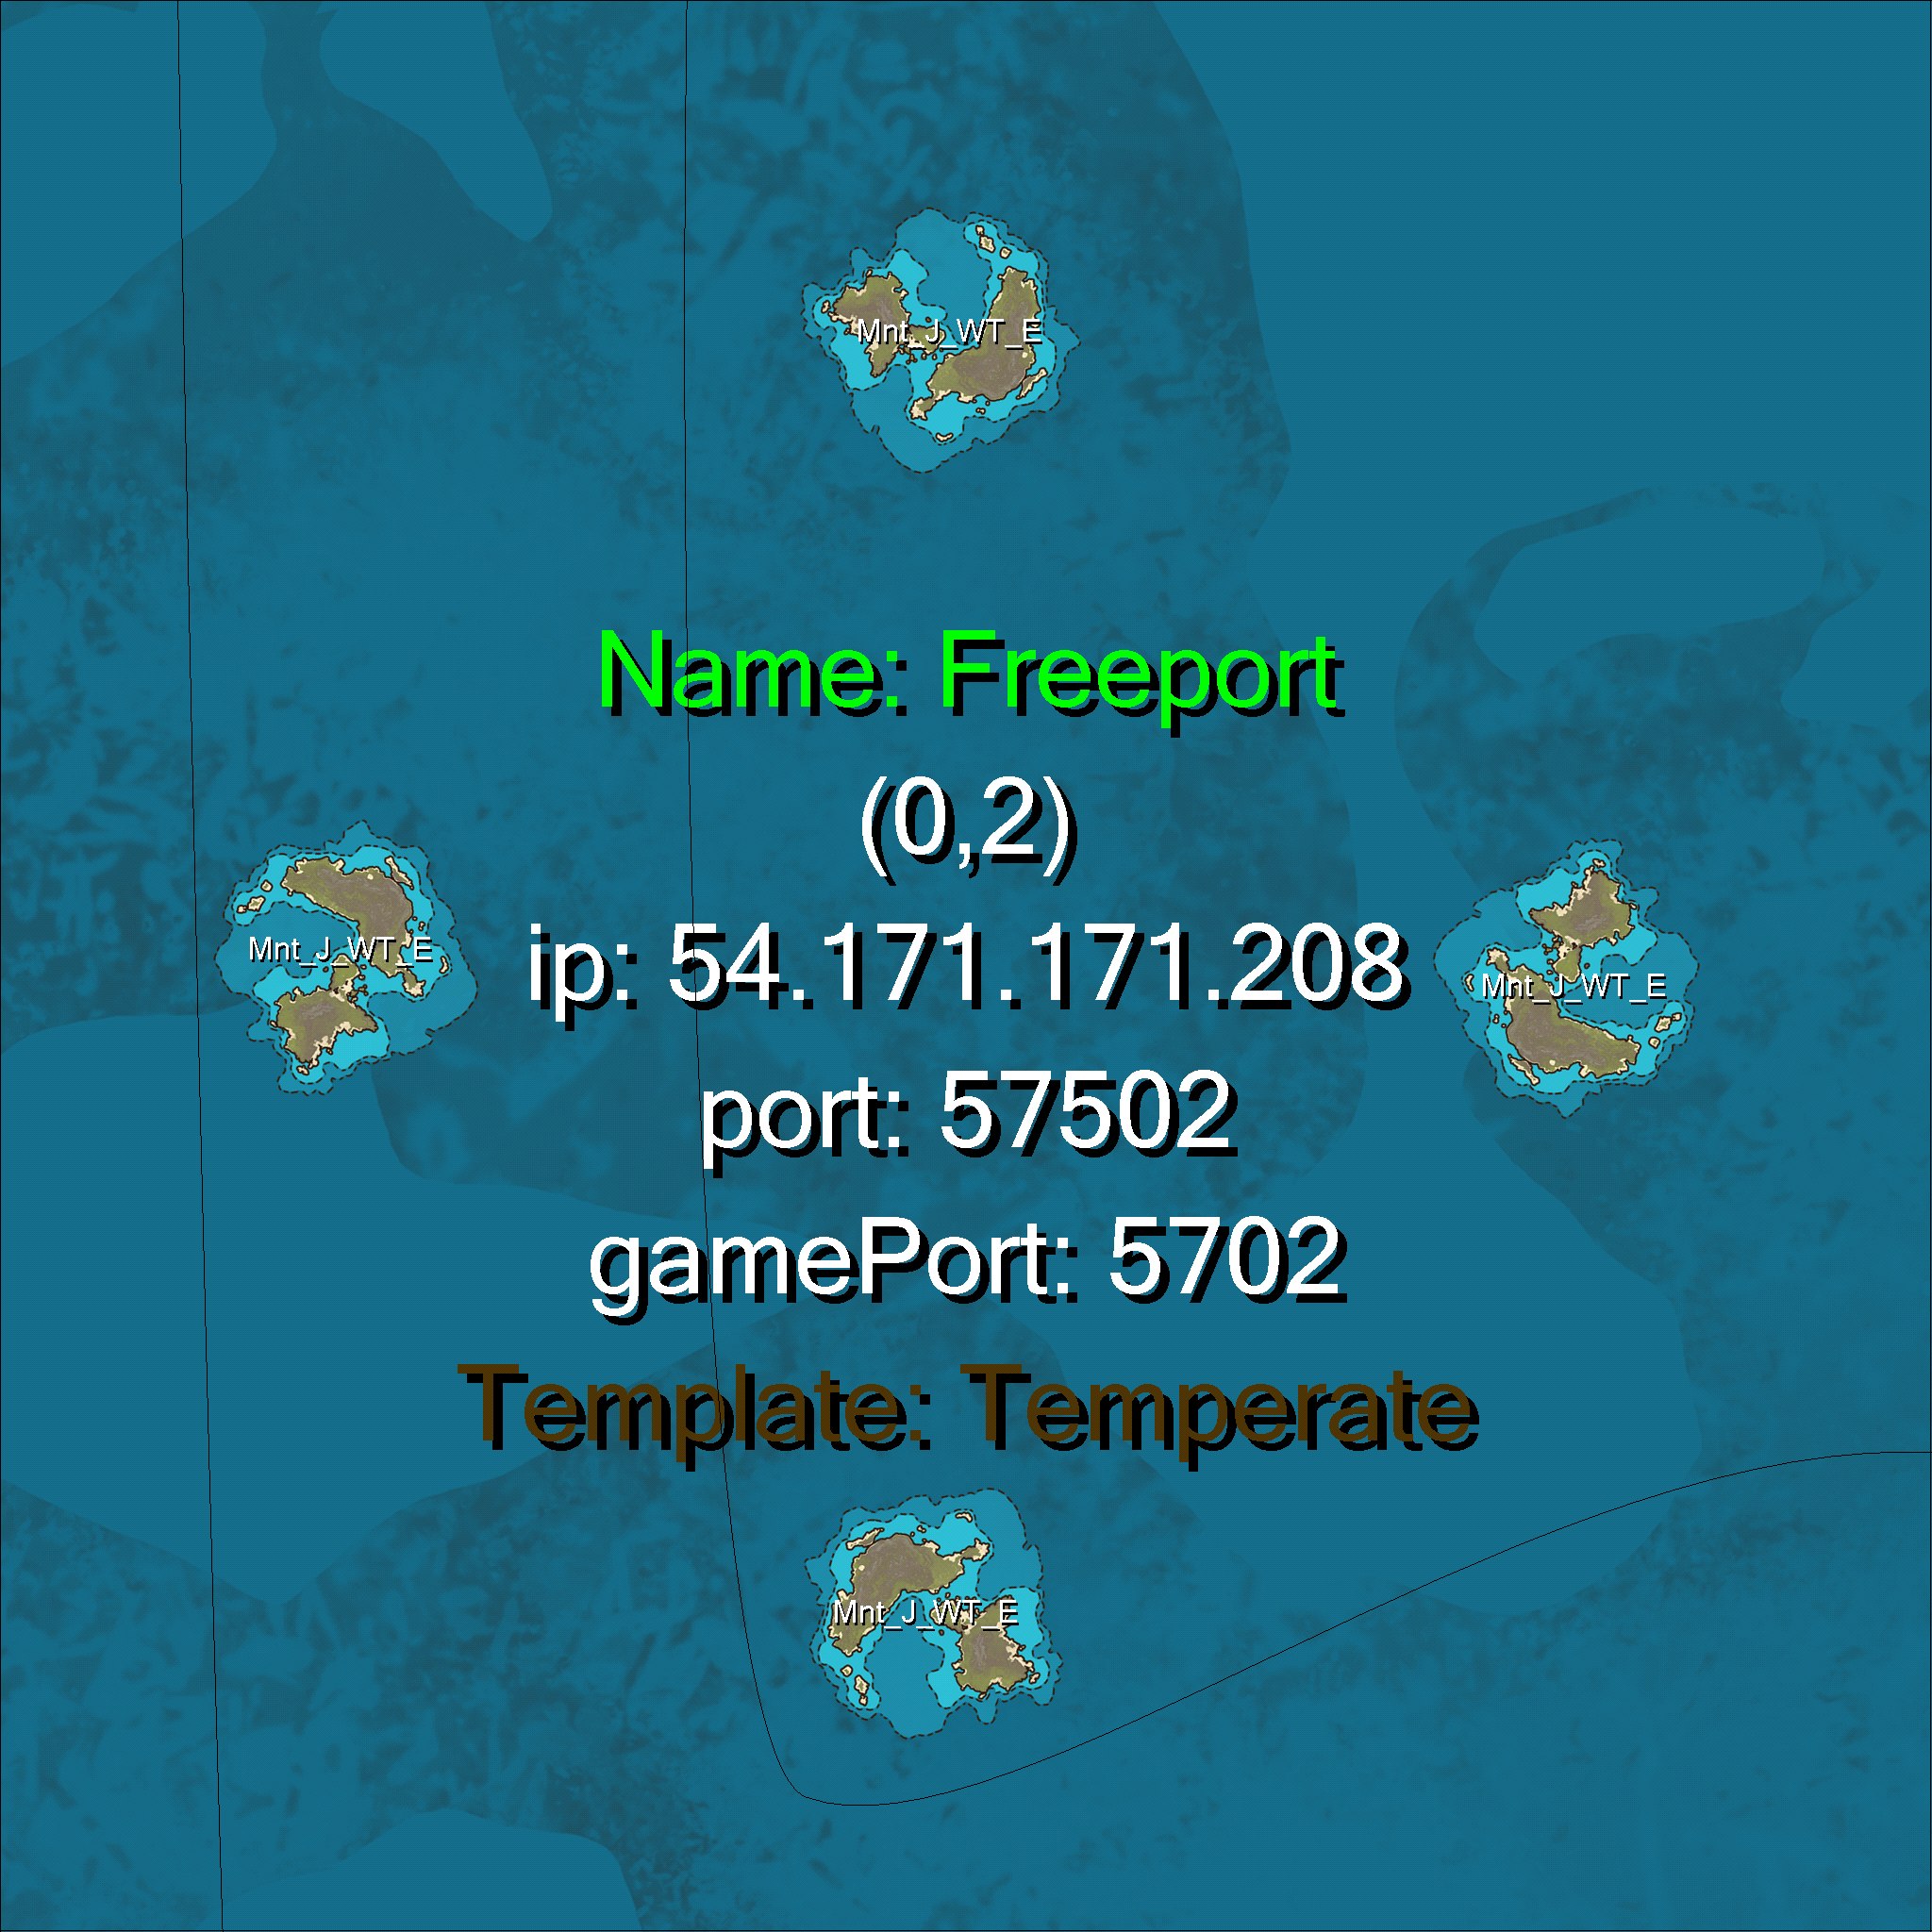 Mnt_J_WT_E
Name: Freeport
(0,2)
Mnt_J_WT_E
ip: 54.171.171.208
Mnt_J_WT_E
port: 57502
gamePort: 5702
Template: Temperate
Mnt_J_WT_E